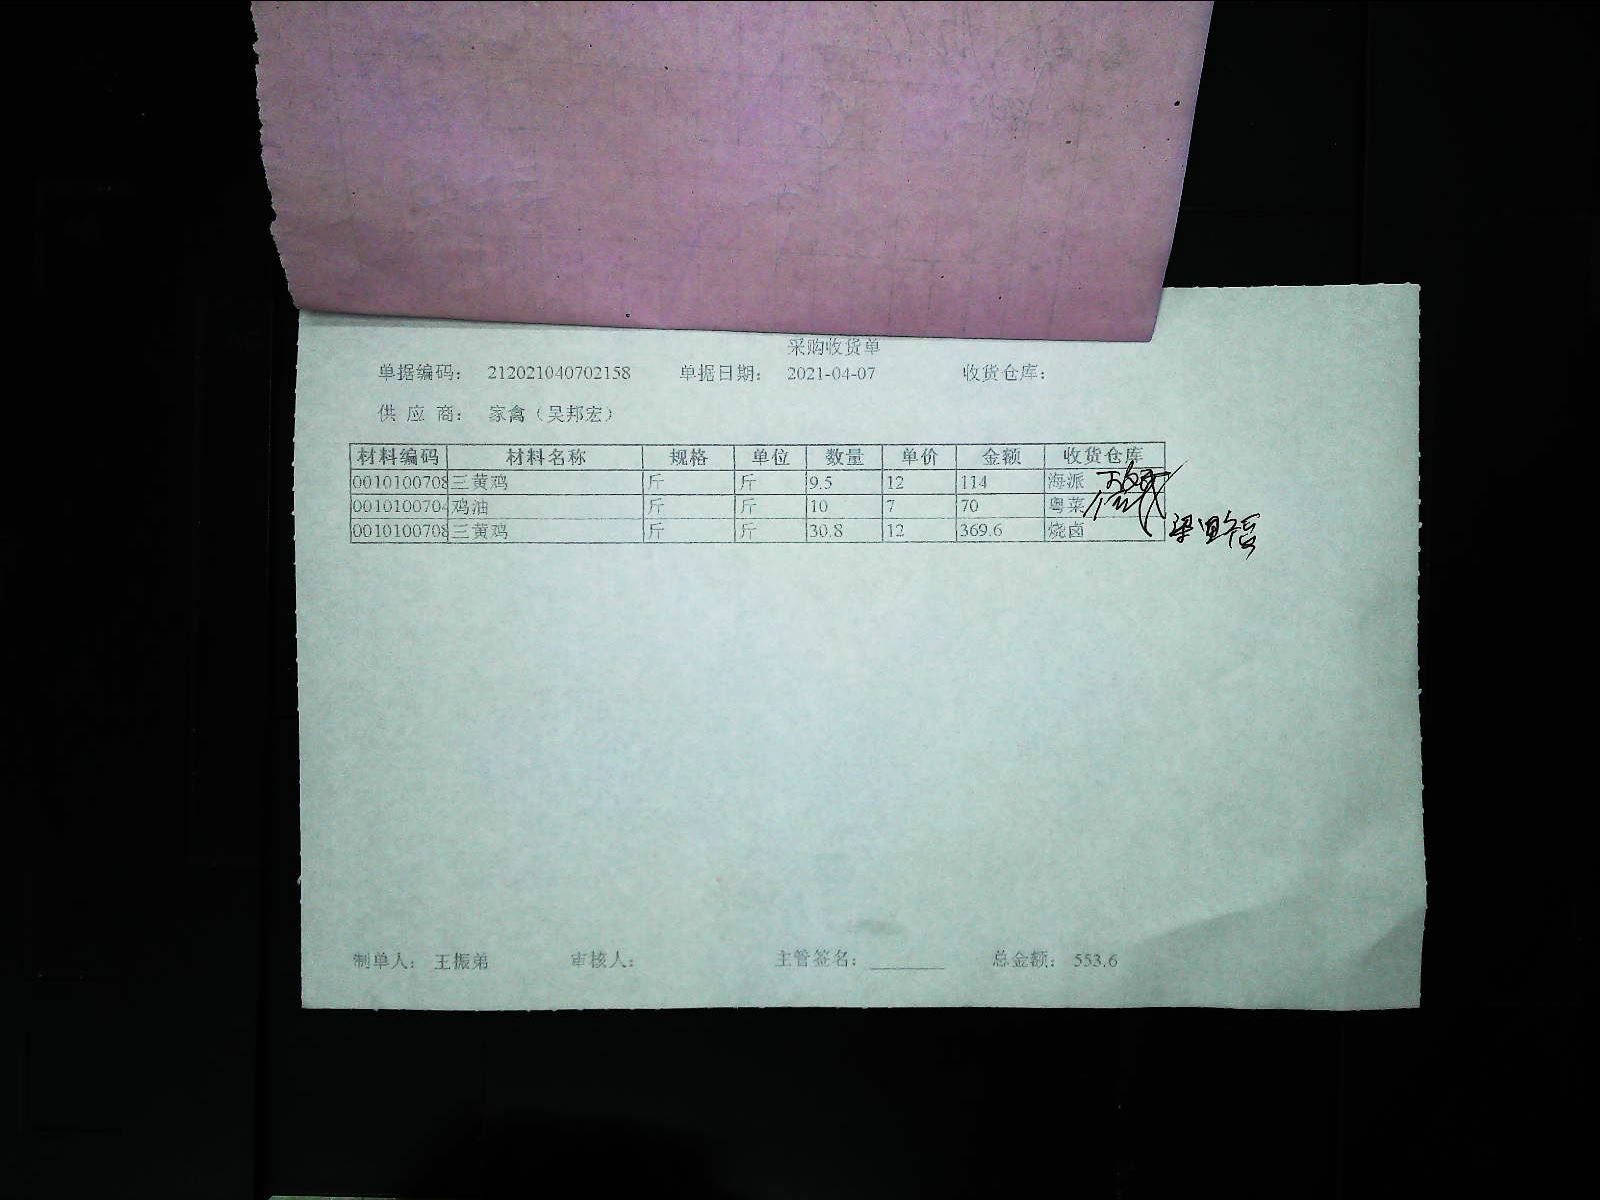 采购收货单
单据编码： 212021040702158 单据日期： 2021-04-07 收货仓库：
供 应 商： 家禽（吴邦宏）
材料编码 材料名称 规格 单位 数量 单价 金额 收货仓库
0010100708 三黄鸡 斤 斤 9.5 12 114 海派
001010070 鸡油 斤 斤 10 7 70 粤菜
0010100708 三黄鸡 斤 斤 30.8 12 369.6 烧卤
制单人： 王振弟 审核人： 主管签名： 总金额： 553.6